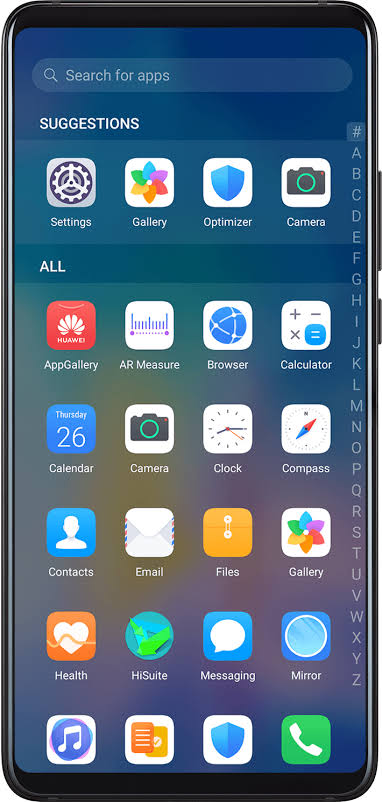 Search for apps
SUGGESTIONS
#
Settings Gallery Optimizer Camera
ALL
HUAWEI
AppGallery AR Measure Browser Calculator
Thursday
26
Calendar Camera Clock Compass
N
Contacts Email Files Gallery
Health HiSuite Messaging Mirror
A
B
C
D
E
F
G
H
I
J
K
L
M
N
O
P
Q
R
S
T
U
V
W
X
Y
Z